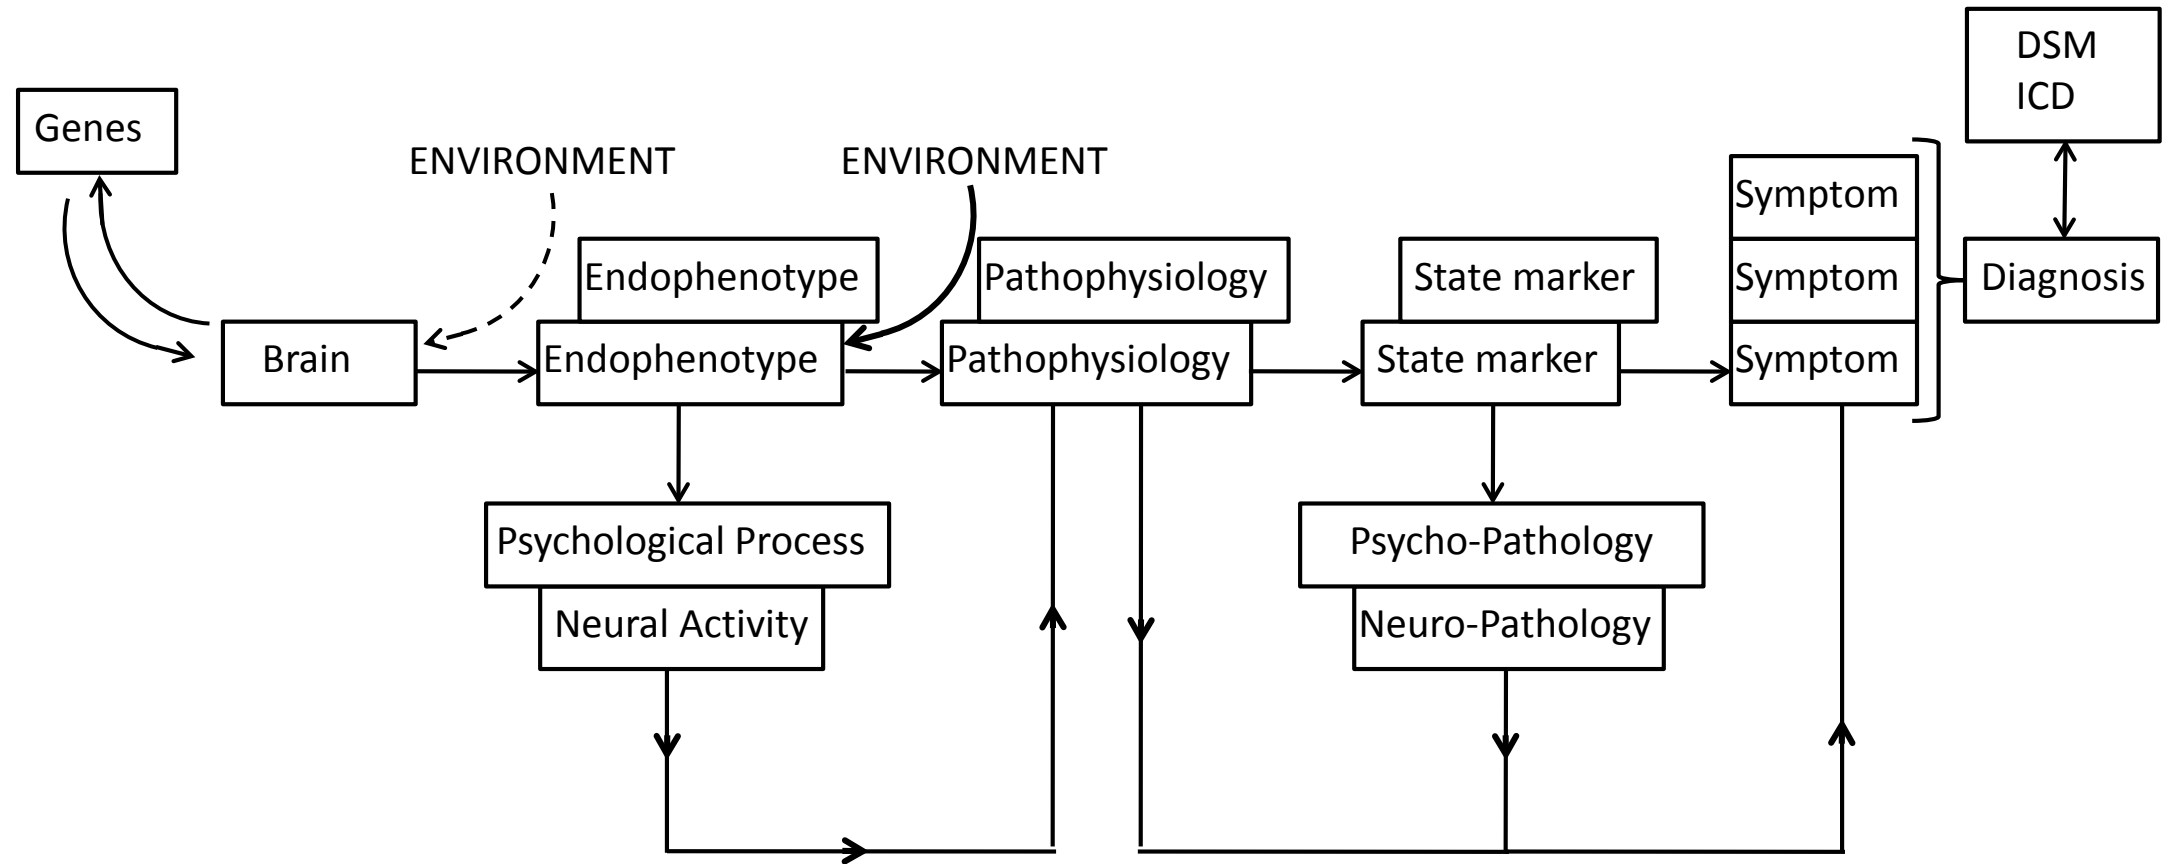 DSM
ICD
Genes
ENVIRONMENT
ENVIRONMENT
Symptom
Endophenotype
Pathophysiology
State marker
Symptom
Diagnosis
Brain
Endophenotype
Pathophysiology
State marker
Symptom
Psychological Process
Psycho-Pathology
Neural Activity
Neuro-Pathology